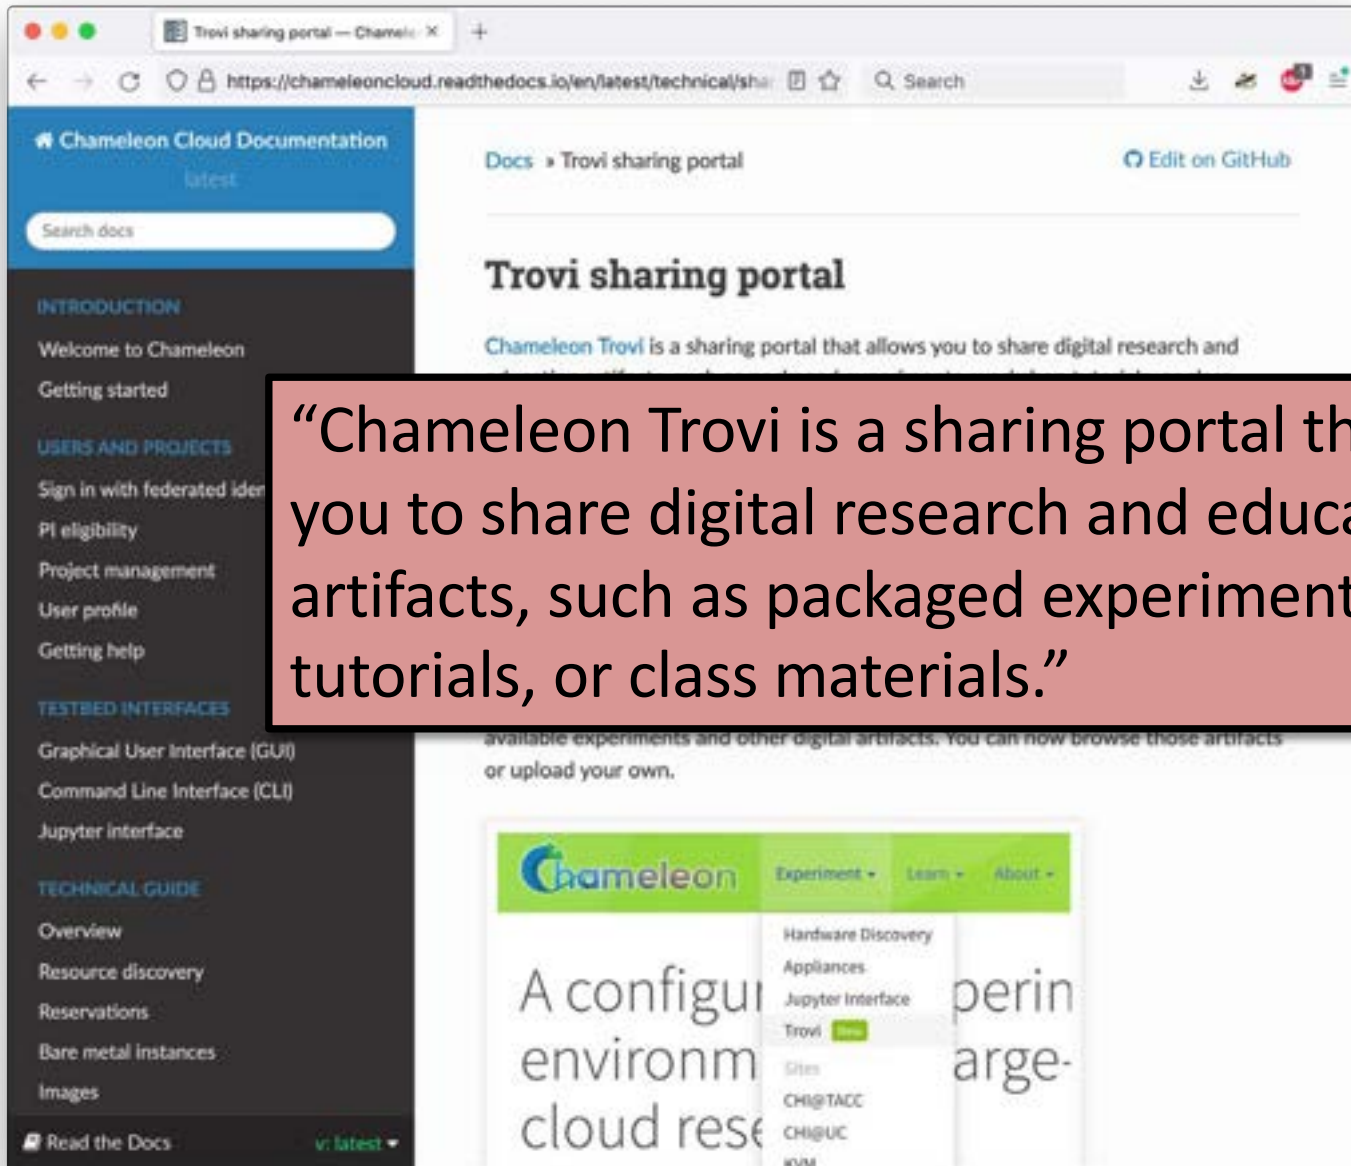 Trovi sharing portal — Chamele
https://chameleoncloud.readthedocs.io/en/latest/technical/sha
Search
Chameleon Cloud Documentation
latest
Search docs
INTRODUCTION
Welcome to Chameleon
Getting started
USERS AND PROJECTS
Sign in with federated iden
PI eligibility
Project management
User profile
Getting help
TESTBED INTERFACES
Graphical User Interface (GUI)
Command Line Interface (CLI)
Jupyter interface
TECHNICAL GUIDE
Overview
Resource discovery
Reservations
Bare metal instances
Images
Read the Docs
v: latest
Docs » Trovi sharing portal
Edit on GitHub
Trovi sharing portal
Chameleon Trovi is a sharing portal that allows you to share digital research and
“Chameleon Trovi is a sharing portal th
you to share digital research and educa
artifacts, such as packaged experiment
tutorials, or class materials.”
available experiments and other digital artifacts. You can now browse those artifacts
or upload your own.
Chameleon
Experiment
Learn
About
Hardware Discovery
Appliances
Jupyter Interface
Trovi New
Sites
CHI@TACC
CHI@UC
KVM
A configu perin
environm arge-
cloud rese